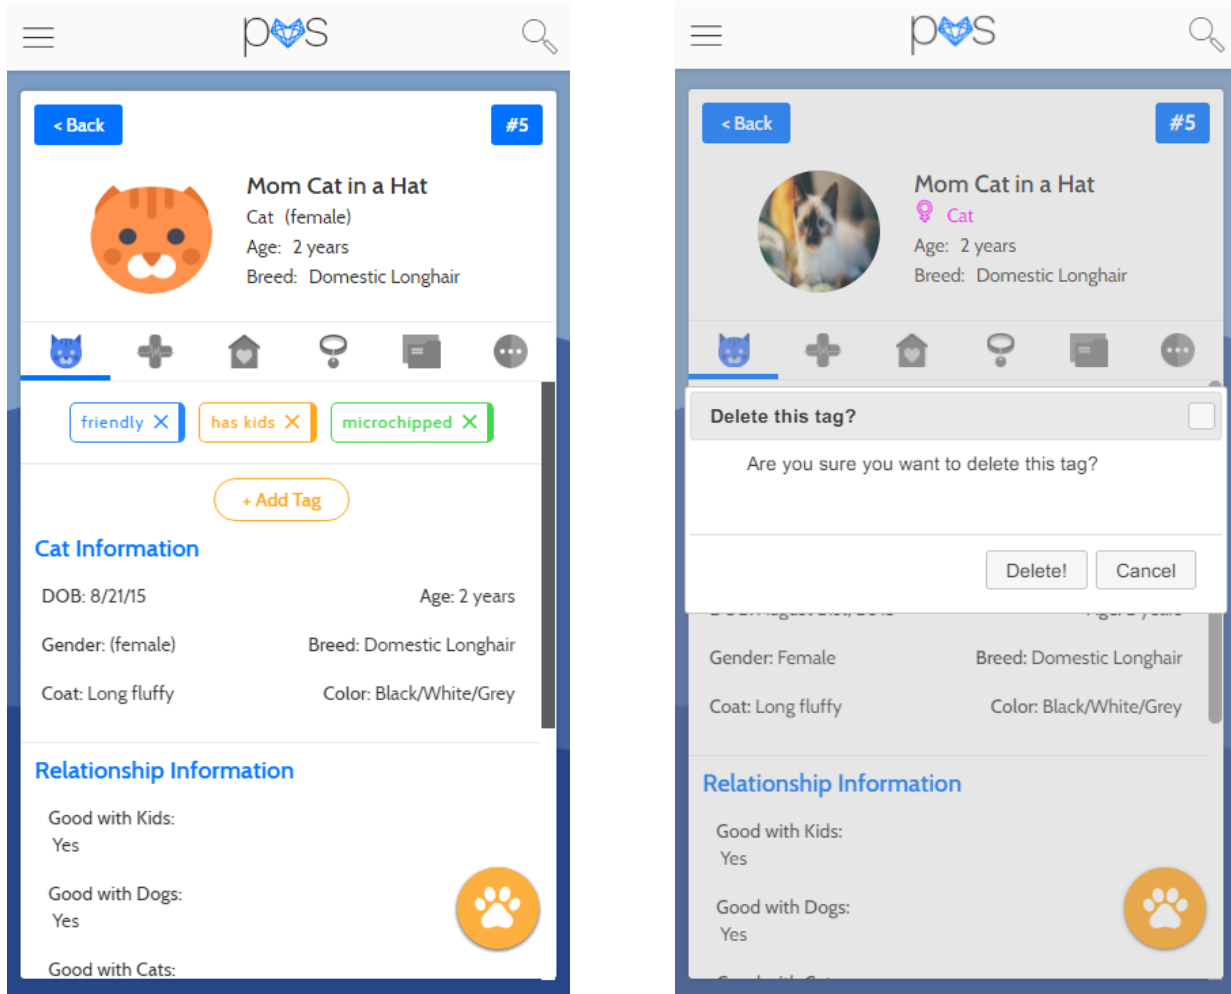 p s
< Back
#5
Mom Cat in a Hat
Cat (female)
Age: 2 years
Breed: Domestic Longhair
friendly
has kids
microchipped
+ Add Tag
Cat Information
DOB: 8/21/15
Age: 2 years
Gender: (female)
Breed: Domestic Longhair
Coat: Long fluffy
Color: Black/White/Grey
Relationship Information
Good with Kids:
Yes
Good with Dogs:
Yes
Good with Cats:
p s
< Back
#5
Mom Cat in a Hat
Cat
Age: 2 years
Breed: Domestic Longhair
Delete this tag?
Are you sure you want to delete this tag?
Delete!
Cancel
Gender: Female
Breed: Domestic Longhair
Coat: Long fluffy
Color: Black/White/Grey
Relationship Information
Good with Kids:
Yes
Good with Dogs:
Yes